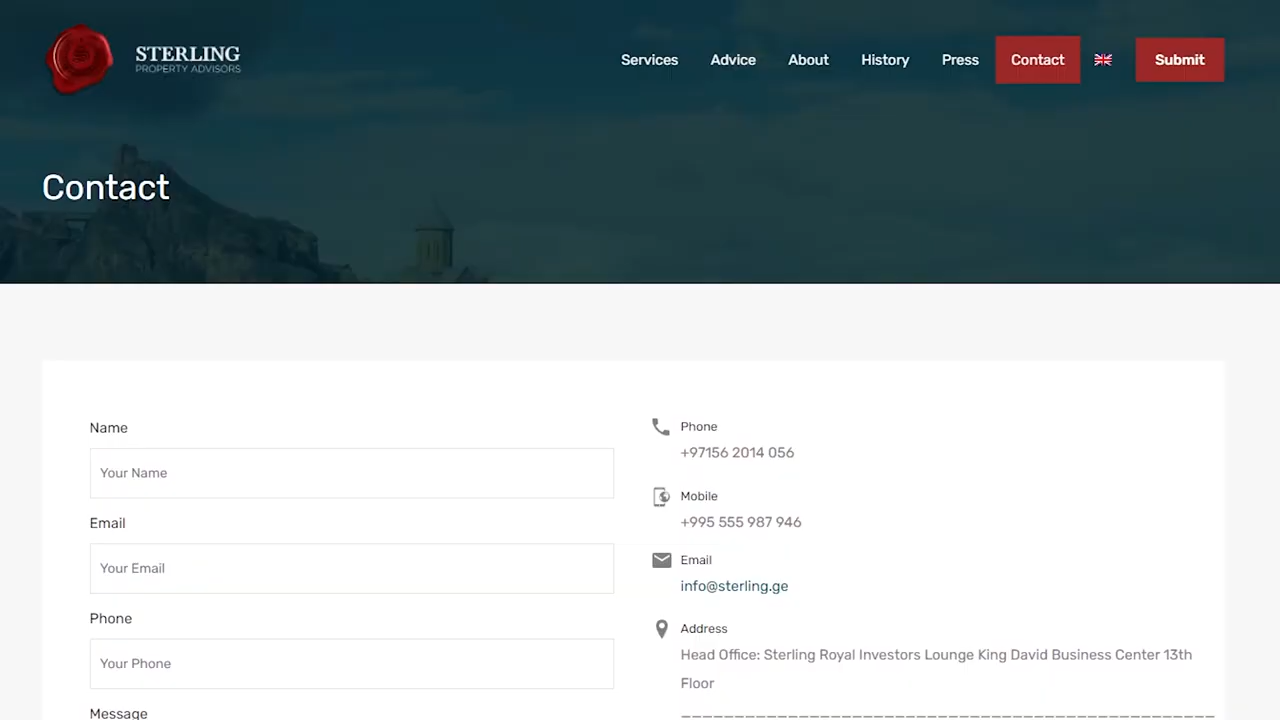 STERLING
PROPERTY ADVISORS
Services
Advice
About
History
Press
Contact
Submit
Contact
Name
Your Name
Email
Your Email
Phone
Your Phone
Message
Phone
+97156 2014 056
Mobile
+995 555 987 946
Email
info@sterling.ge
Address
Head Office: Sterling Royal Investors Lounge King David Business Center 13th
Floor